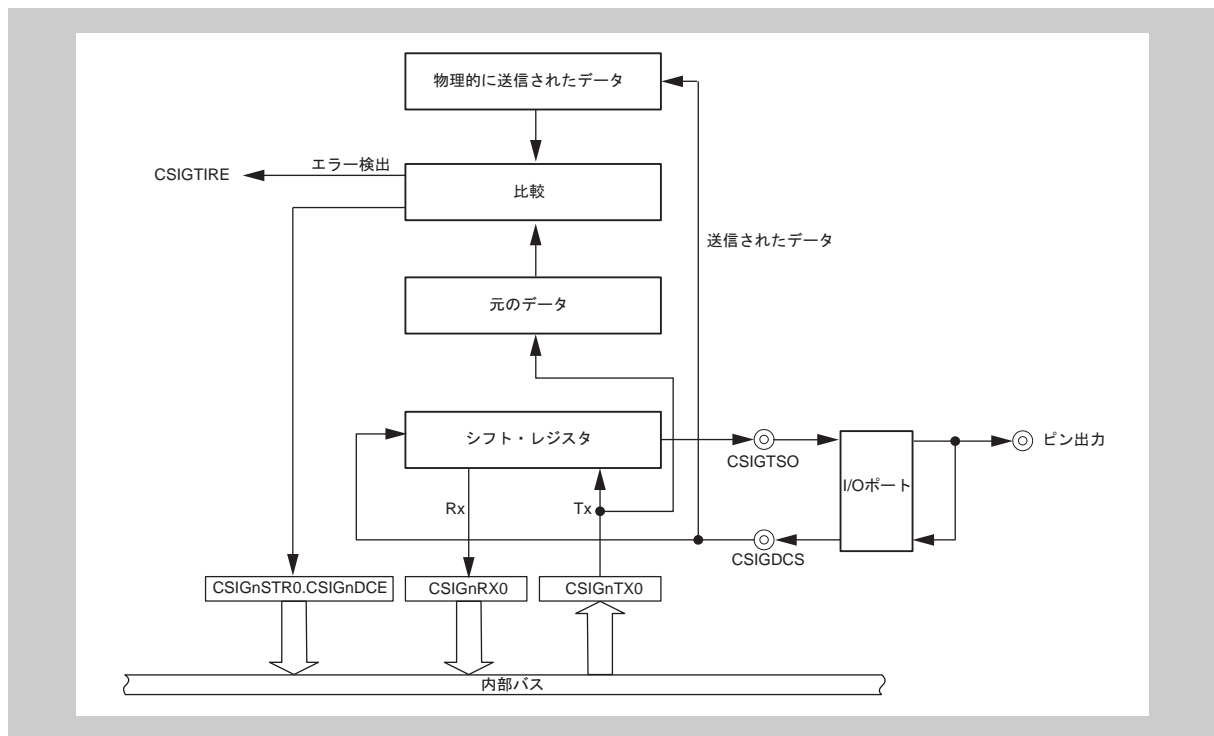 物理的に送信されたデータ
エラー検出
CSIGTIRE
比較
送信されたデータ
元のデータ
シフト・レジスタ
CSIGTSO
ピン出力
I/Oポート
Rx
Tx
CSIGDCS
CSIGnSTR0.CSIGnDCE
CSIGnRX0
CSIGnTX0
内部バス